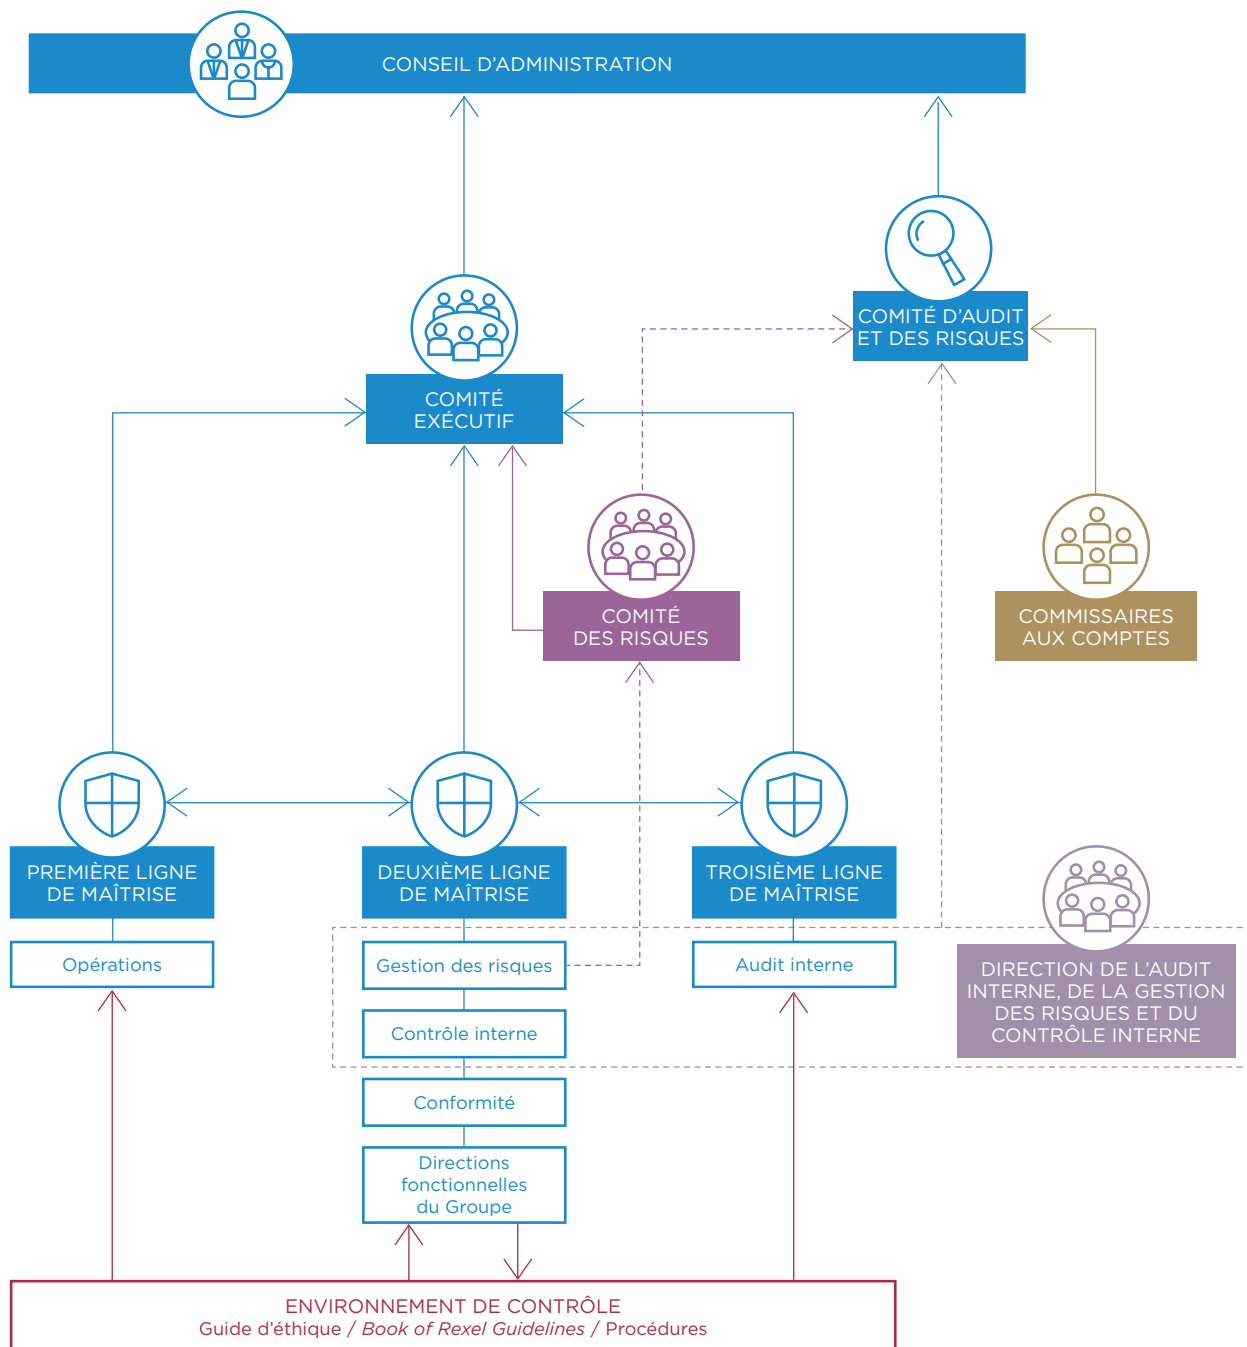 CONSEIL D’ADMINISTRATION
COMITÉ D’AUDIT
ET DES RISQUES
COMITÉ
EXÉCUTIF
COMITÉ
DES RISQUES
COMMISSAIRES
AUX COMPTES
PREMIÈRE LIGNE
DE MAÎTRISE
DEUXIÈME LIGNE
DE MAÎTRISE
TROISIÈME LIGNE
DE MAÎTRISE
Opérations
Gestion des risques
Audit interne
DIRECTION DE L’AUDIT
INTERNE, DE LA GESTION
DES RISQUES ET DU
CONTRÔLE INTERNE
Contrôle interne
Conformité
Directions
fonctionnelles
du Groupe
ENVIRONNEMENT DE CONTRÔLE
Guide d’éthique / Book of Rexel Guidelines / Procédures